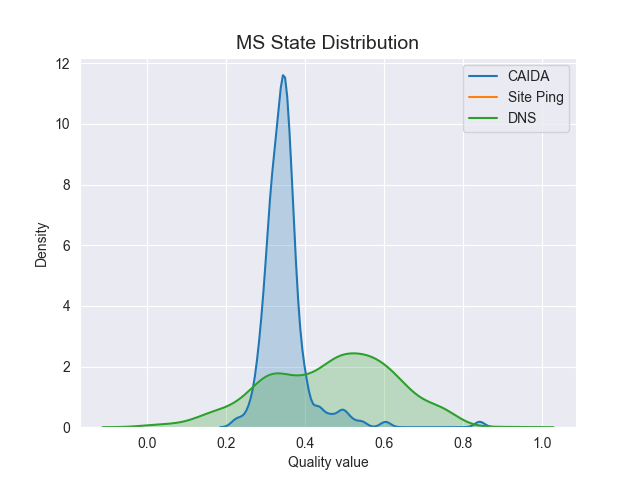 MS State Distribution
CAIDA
Site Ping
DNS
12
10
8
6
4
2
0
Density
0.0 0.2 0.4 0.6 0.8 1.0
Quality value